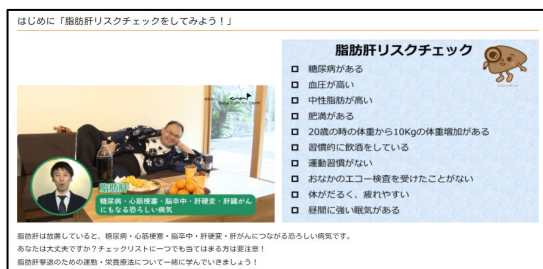 はじめに「脂肪肝リスクチェックをしてみよう！」
脂肪肝リスクチェック
□ 糖尿病がある
□ 血圧が高い
□ 中性脂肪が高い
□ 肥満がある
□ 20歳の時の体重から10Kgの体重増加がある
□ 習慣的に飲酒をしている
□ 運動習慣がない
□ おなかのエコー検査を受けたことがない
□ 体がだるく、疲れやすい
□ 昼間に強い眠気がある
脂肪肝
糖尿病・心筋梗塞・脳卒中・肝硬変・肝臓がん
にもなる恐ろしい病気
脂肪肝は放置していると、糖尿病・心筋梗塞・脳卒中・肝硬変・肝がんにつながる恐ろしい病気です。
あなたは大丈夫ですか？チェックリストに一つでも当てはまる方は要注意！
脂肪肝撃退のための運動・栄養療法について一緒に学んでいきましょう！